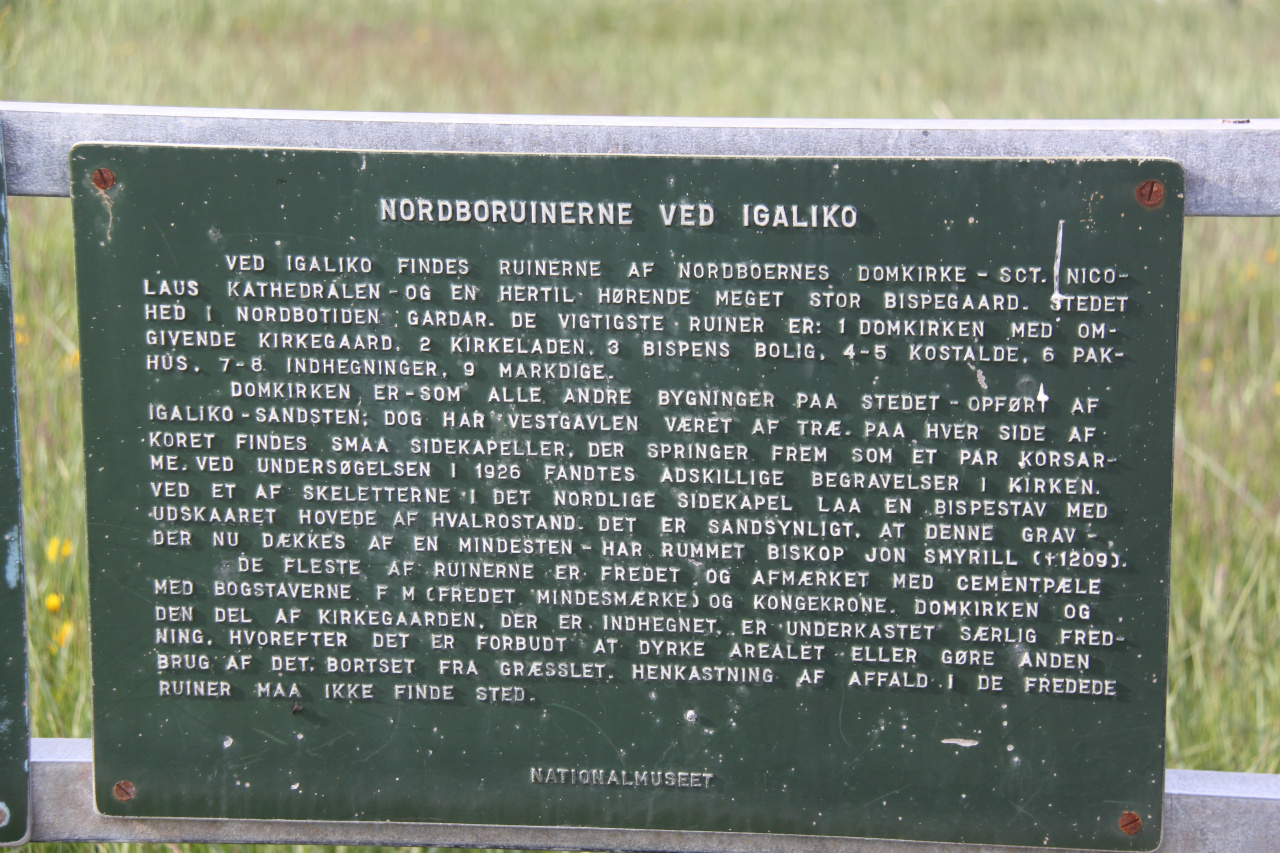 NORDBORUINERNE VED IGALIKO
VED IGALIKO FINDES RUINERNE AF NORDBOERNES DOMKIRKE - SCT. NICO-
LAUS KATHEDRALEN - OG EN HERTIL HØRENDE MEGET STOR BISPEGAARD. STEDET
HED I NORDBOTIDEN GARDAR. DE VIGTIGSTE RUINER ER: 1 DOMKIRKEN MED OM-
GIVENDE KIRKEGAARD, 2 KIRKELADEN, 3 BISPENS BOLIG, 4-5 KOSTALDE, 6 PAK-
HUS, 7-8 INDHEGNINGER, 9 MARKDIGE.
DOMKIRKEN ER - SOM ALLE ANDRE BYGNINGER PAA STEDET - OPFØRT AF
IGALIKO - SANDSTEN; DOG HAR VESTGAVLEN VÆRET AF TRÆ. PAA HVER SIDE AF
KORET FINDES SMAA SIDEKAPELLER, DER SPRINGER FREM SOM ET PAR KORSAR-
ME. VED UNDERSØGELSEN I 1926 FANDTES ADSKILLIGE BEGRAVELSER I KIRKEN.
VED ET AF SKELETTERNE I DET NORDLIGE SIDEKAPEL LAA EN BISPESTAV MED
UDSKAARET HOVEDE AF HVALROSTAND. DET ER SANDSYNLIGT, AT DENNE GRAV -
DER NU DÆKKES AF EN MINDESTEN - HAR RUMMET BISKOP JON SMYRILL (†1209).
DE FLESTE AF RUINERNE ER FREDET OG AFMÆRKET MED CEMENTPÆLE
MED BOGSTAVERNE F M (FREDET MINDESMÆRKE) OG KONGEKRONE. DOMKIRKEN OG
DEN DEL AF KIRKEGAARDEN, DER ER INDHEGNET, ER UNDERKASTET SÆRLIG FRED-
NING, HVOREFTER DET ER FORBUDT AT DYRKE AREALET ELLER GØRE ANDEN
BRUG AF DET, BORTSET FRA GRÆSSLET. HENKASTNING AF AFFALD I DE FREDEDE
RUINER MAA IKKE FINDE STED.
NATIONALMUSEET